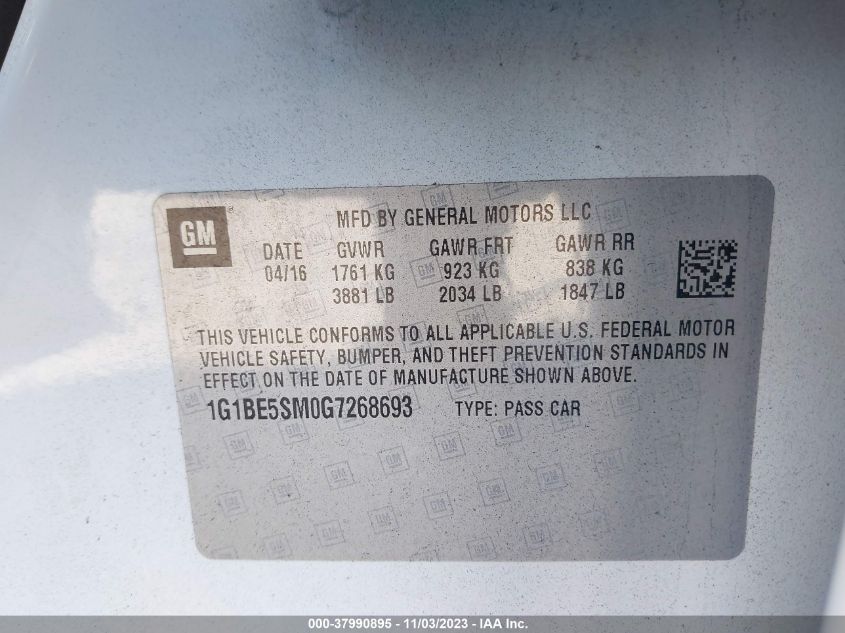 GM
MFD BY GENERAL MOTORS LLC
DATE GVWR GAWR FRT GAWR RR
04/16 1761 KG 923 KG 838 KG
3881 LB 2034 LB 1847 LB
THIS VEHICLE CONFORMS TO ALL APPLICABLE U.S. FEDERAL MOTOR
VEHICLE SAFETY, BUMPER, AND THEFT PREVENTION STANDARDS IN
EFFECT ON THE DATE OF MANUFACTURE SHOWN ABOVE.
1G1BE5SM0G7268693 TYPE: PASS CAR
000-37990895 - 11/03/2023 - IAA Inc.